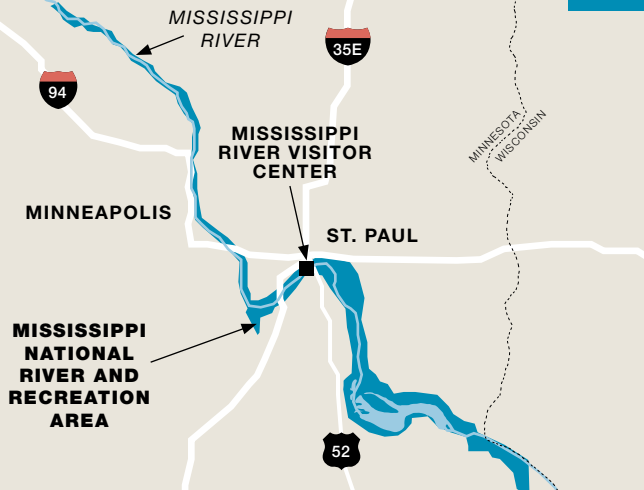 MISSISSIPPI
RIVER
35E
94
MINNESOTA
WISCONSIN
MISSISSIPPI
RIVER VISITOR
CENTER
MINNEAPOLIS
ST. PAUL
MISSISSIPPI
NATIONAL
RIVER AND
RECREATION
AREA
52